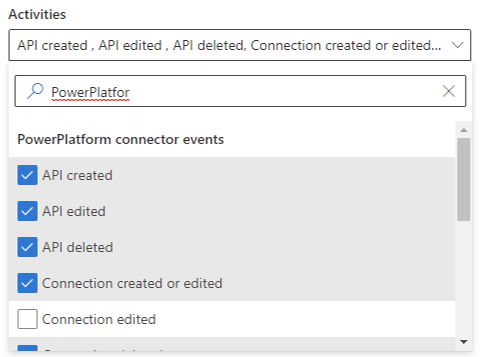 Activities
API created , API edited , API deleted, Connection created or edited...
PowerPlatfor
PowerPlatform connector events
API created
API edited
API deleted
Connection created or edited
Connection edited